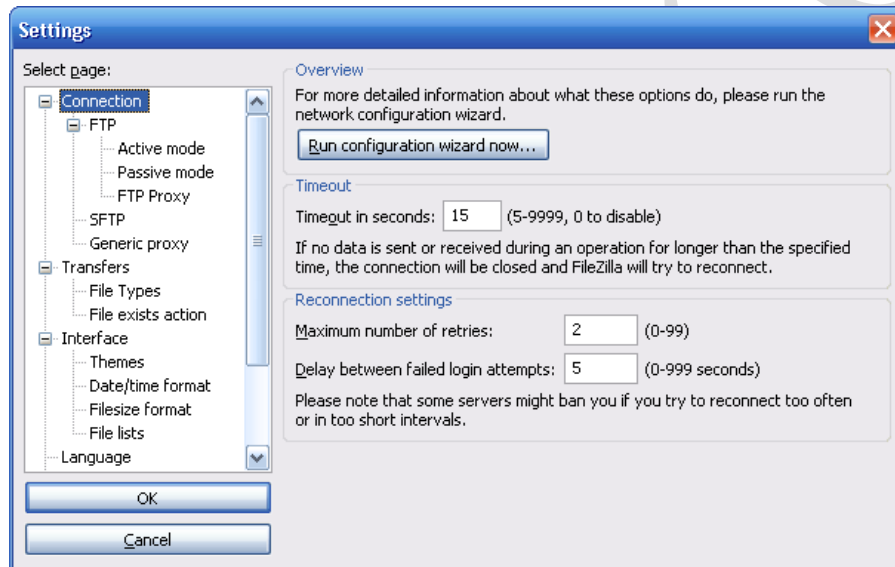 Settings
Select page:
Connection
FTP
Active mode
Passive mode
FTP Proxy
SFTP
Generic proxy
Transfers
File Types
File exists action
Interface
Themes
Date/time format
Filesize format
File lists
Language
OK
Cancel
Overview
For more detailed information about what these options do, please run the
network configuration wizard.
Run configuration wizard now...
Timeout
Timeout in seconds: 15 (5-9999, 0 to disable)
If no data is sent or received during an operation for longer than the specified
time, the connection will be closed and FileZilla will try to reconnect.
Reconnection settings
Maximum number of retries: 2 (0-99)
Delay between failed login attempts: 5 (0-999 seconds)
Please note that some servers might ban you if you try to reconnect too often
or in too short intervals.